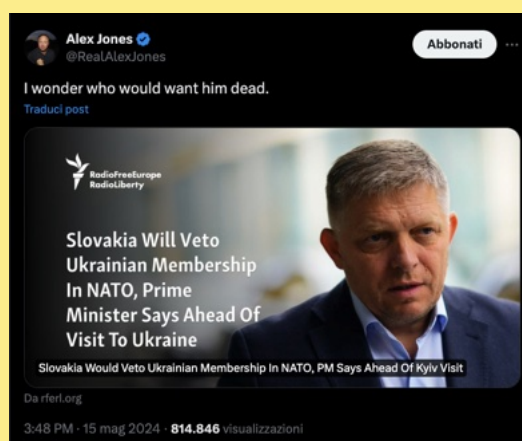 Alex Jones
@RealAlexJones
Abbonati
I wonder who would want him dead.
Traduci post
RadioFreeEurope
RadioLiberty
Slovakia Will Veto
Ukrainian Membership
In NATO, Prime
Minister Says Ahead Of
Visit To Ukraine
Slovakia Would Veto Ukrainian Membership In NATO, PM Says Ahead Of Kyiv Visit
Da rferl.org
3:48 PM · 15 mag 2024 · 814.846 visualizzazioni